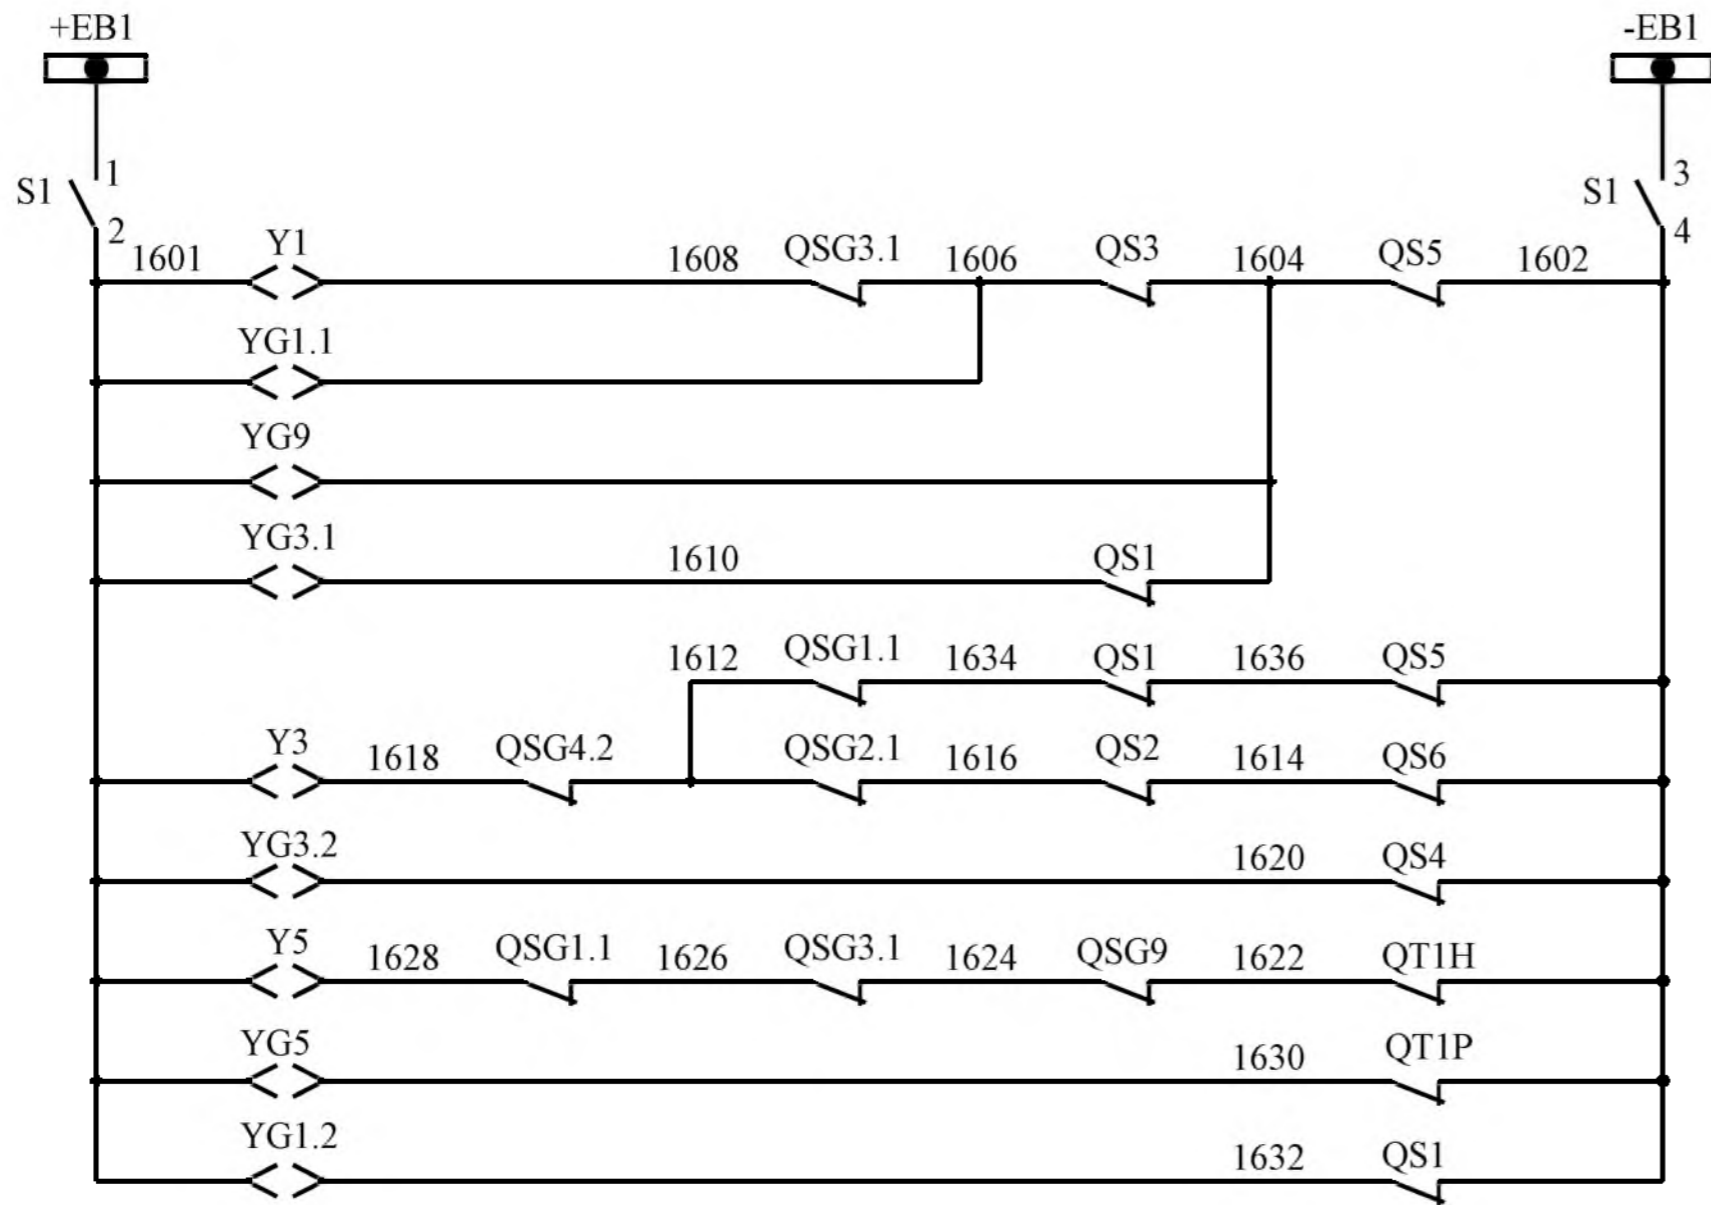 +EB1 -EB1
S1 1 S1 3
2 4
1601 Y1 1608 QSG3.1 1606 QS3 1604 QS5 1602
YG1.1
YG9
YG3.1 1610 QS1
1612 QSG1.1 1634 QS1 1636 QS5
Y3 1618 QSG4.2 QSG2.1 1616 QS2 1614 QS6
YG3.2 1620 QS4
Y5 1628 QSG1.1 1626 QSG3.1 1624 QSG9 1622 QT1H
YG5 1630 QT1P
YG1.2 1632 QS1